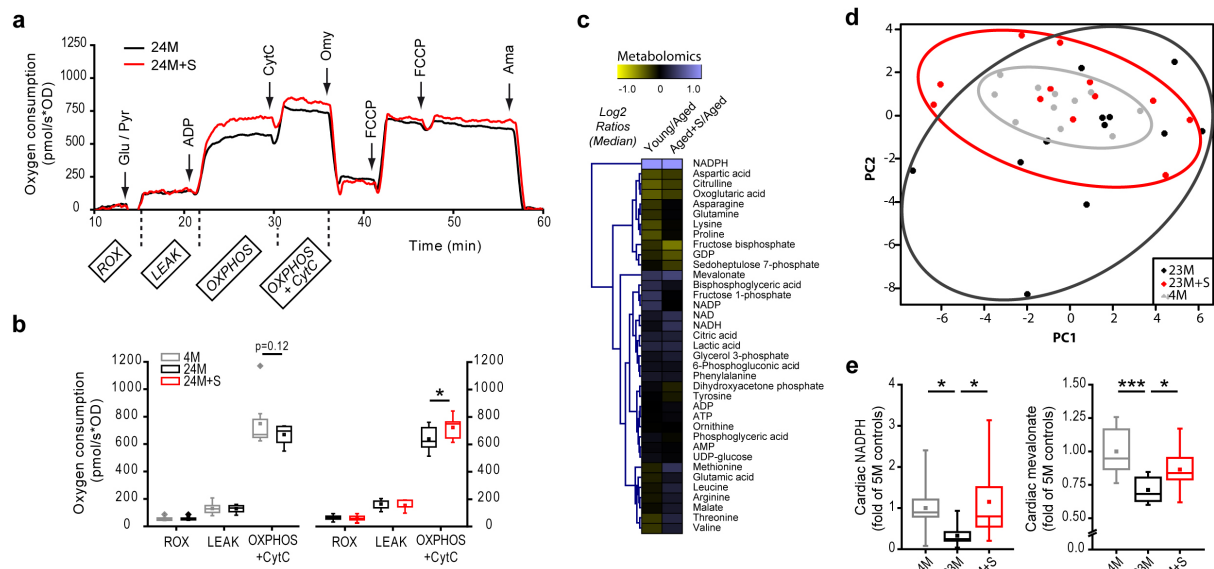 a
Oxygen consumption
(pmol/s*OD)
1250
1000
750
500
250
0
24M
24M+S
Glu / Pyr
ADP
CytC
Omy
FCCP
FCCP
Ama
10
20
30
40
50
60
Time (min)
ROX
LEAK
OXPHOS
OXPHOS
+ CytC
b
Oxygen consumption
(pmol/s*OD)
1200
1000
800
600
400
200
0
4M
24M
24M+S
p=0.12
*
1200
1000
800
600
400
200
0
ROX
LEAK
OXPHOS
+CytC
ROX
LEAK
OXPHOS
+CytC
c
Metabolomics
-1.0
0
1.0
Log2
Ratios
(Median)
Young/Aged
Aged+S/Aged
NADPH
Aspartic acid
Citrulline
Oxoglutaric acid
Asparagine
Glutamine
Lysine
Proline
Fructose bisphosphate
GDP
Sedoheptulose 7-phosphate
Mevalonate
Bisphosphoglyceric acid
Fructose 1-phosphate
NADP
NAD
NADH
Citric acid
Lactic acid
Glycerol 3-phosphate
6-Phosphogluconic acid
Phenylalanine
Dihydroxyacetone phosphate
Tyrosine
ADP
ATP
Ornithine
Phosphoglyceric acid
AMP
UDP-glucose
Methionine
Glutamic acid
Leucine
Arginine
Malate
Threonine
Valine
d
PC2
4
2
0
-2
-4
-6
-8
-6
-4
-2
0
2
4
6
PC1
23M
23M+S
4M
e
Cardiac NADPH
(fold of 5M controls)
4
3
2
1
0
*
*
4M
Cardiac mevalonate
(fold of 5M controls)
1.50
1.25
1.00
0.75
0.50
0.0
***
*